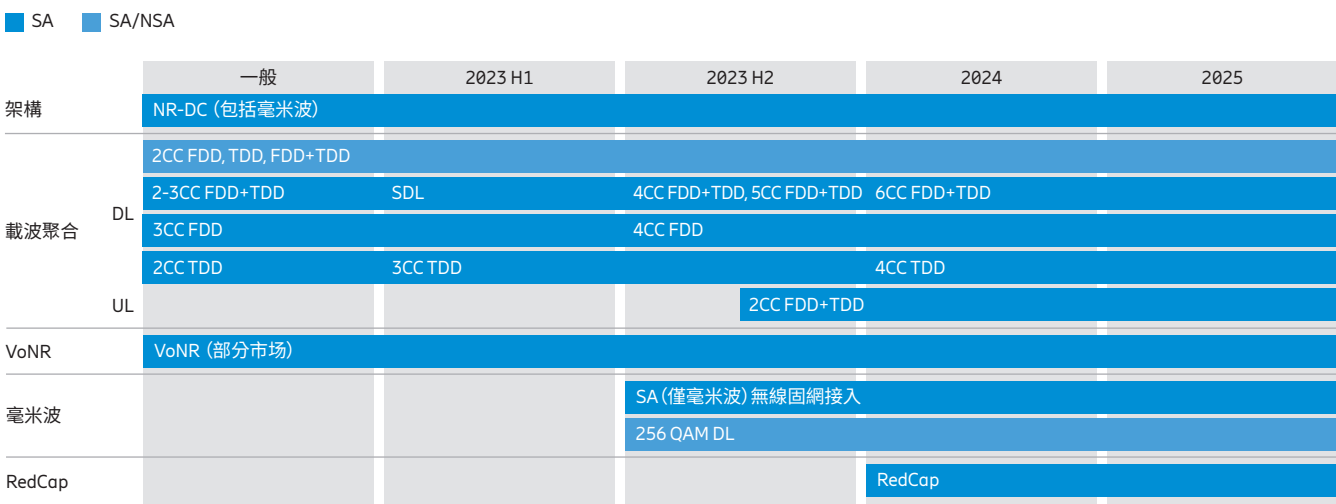 SA SA/NSA
一般 2023 H1 2023 H2 2024 2025
架構 NR-DC（包括毫米波）
2CC FDD, TDD, FDD+TDD
2-3CC FDD+TDD SDL 4CC FDD+TDD, 5CC FDD+TDD 6CC FDD+TDD
DL
載波聚合 3CC FDD 4CC FDD
2CC TDD 3CC TDD 4CC TDD
UL 2CC FDD+TDD
VoNR VoNR（部分市场）
SA（僅毫米波）無線固網接入
毫米波
256 QAM DL
RedCap RedCap